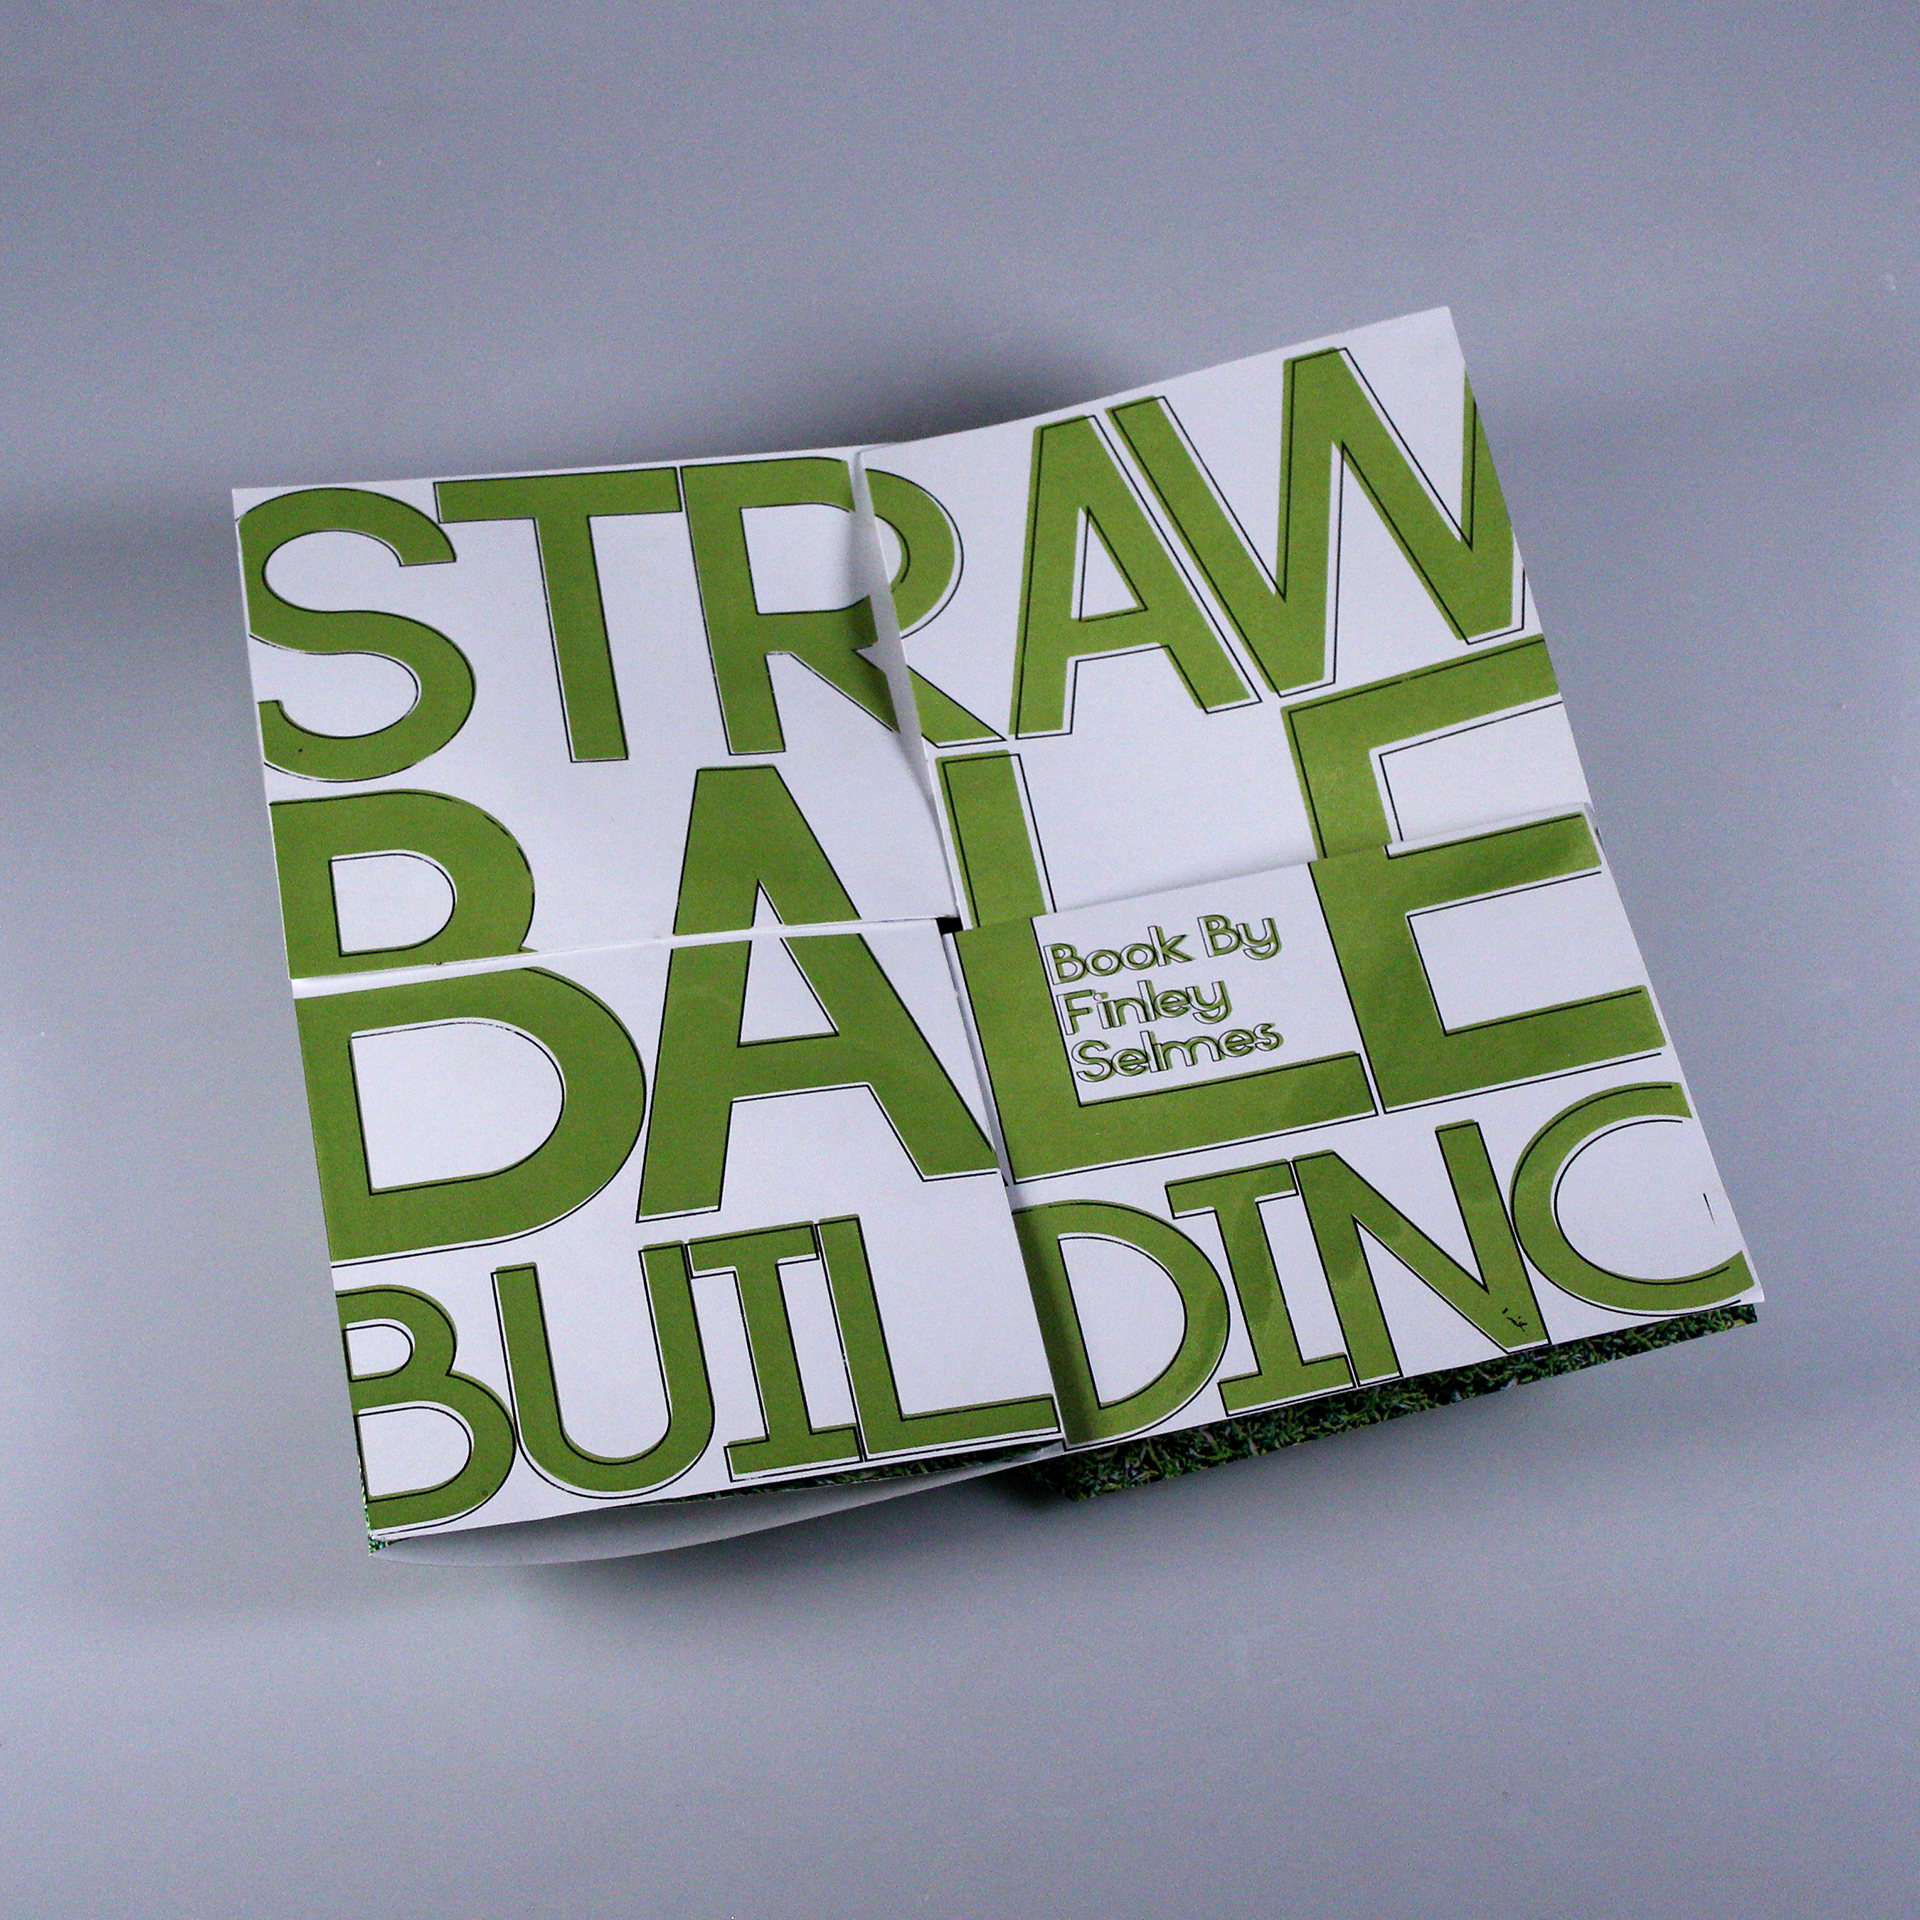 STRAW
BALE
Book By
Finley
Selmes
BUILDING